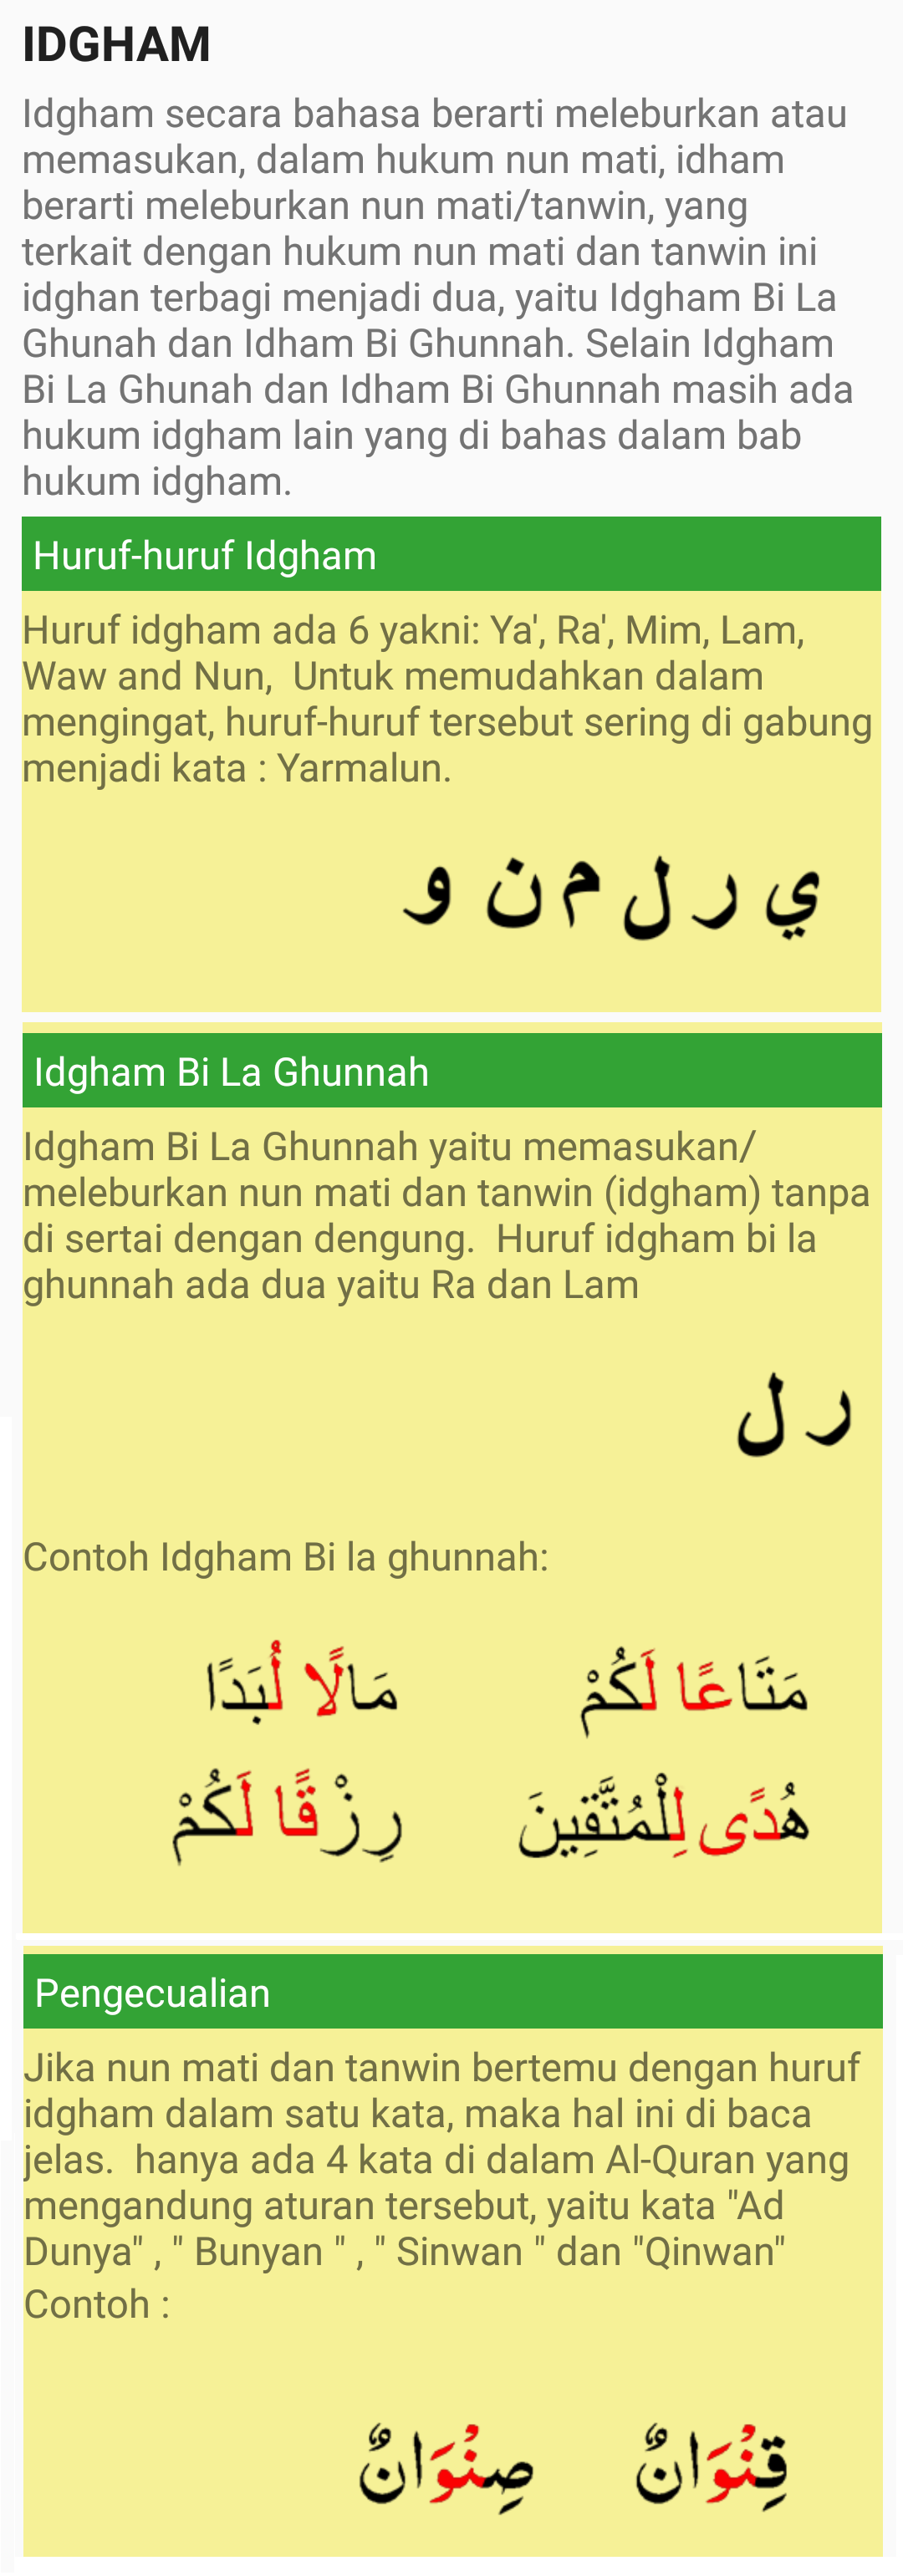 IDGHAM
Idgham secara bahasa berarti meleburkan atau
memasukan, dalam hukum nun mati, idham
berarti meleburkan nun mati/tanwin, yang
terkait dengan hukum nun mati dan tanwin ini
idghan terbagi menjadi dua, yaitu Idgham Bi La
Ghunah dan Idham Bi Ghunnah. Selain Idgham
Bi La Ghunah dan Idham Bi Ghunnah masih ada
hukum idgham lain yang di bahas dalam bab
hukum idgham.
Huruf-huruf Idgham
Huruf idgham ada 6 yakni: Ya', Ra', Mim, Lam,
Waw and Nun,  Untuk memudahkan dalam
mengingat, huruf-huruf tersebut sering di gabung
menjadi kata : Yarmalun.
ي ر ل م ن و
Idgham Bi La Ghunnah
Idgham Bi La Ghunnah yaitu memasukan/
meleburkan nun mati dan tanwin (idgham) tanpa
di sertai dengan dengung.  Huruf idgham bi la
ghunnah ada dua yaitu Ra dan Lam
ر ل
Contoh Idgham Bi la ghunnah:
مَتَاعًا لَكُمْ مَالًا لُبَدًا
هُدًى لِلْمُتَّقِينَ رِزْقًا لَكُمْ
Pengecualian
Jika nun mati dan tanwin bertemu dengan huruf
idgham dalam satu kata, maka hal ini di baca
jelas.  hanya ada 4 kata di dalam Al-Quran yang
mengandung aturan tersebut, yaitu kata "Ad
Dunya" , " Bunyan " , " Sinwan " dan "Qinwan"
Contoh :
قِنْوَانٌ صِنْوَانٌ